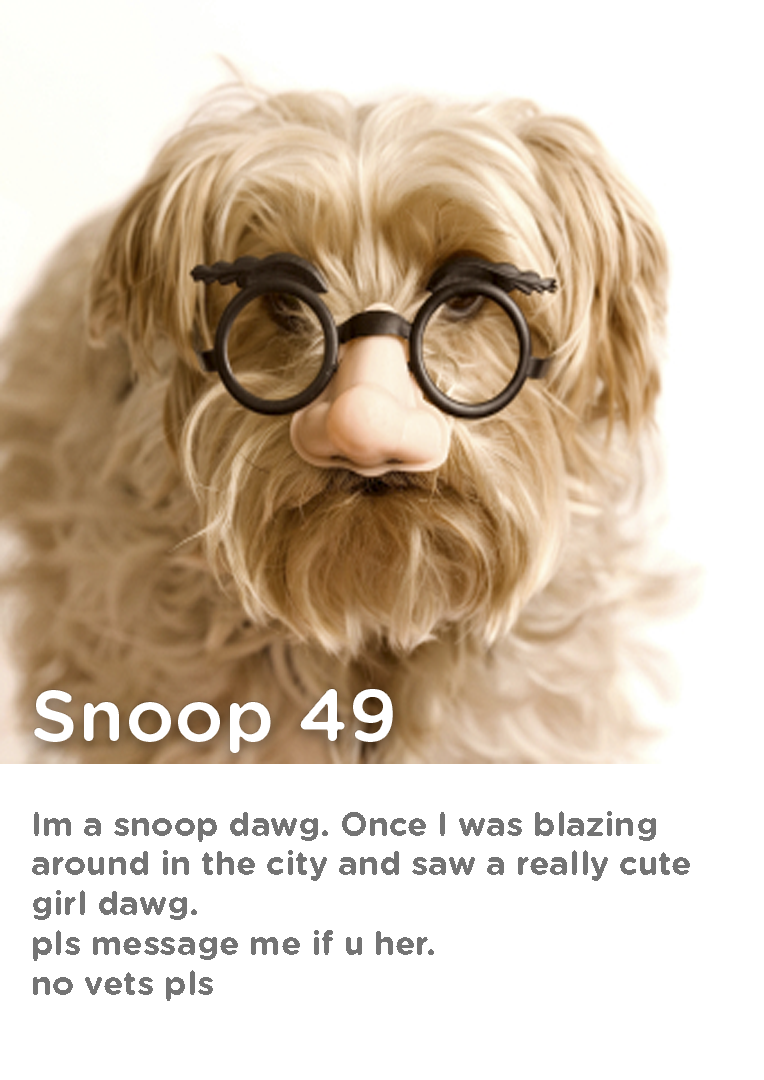 Snoop 49
Im a snoop dawg. Once I was blazing
around in the city and saw a really cute
girl dawg.
pls message me if u her.
no vets pls